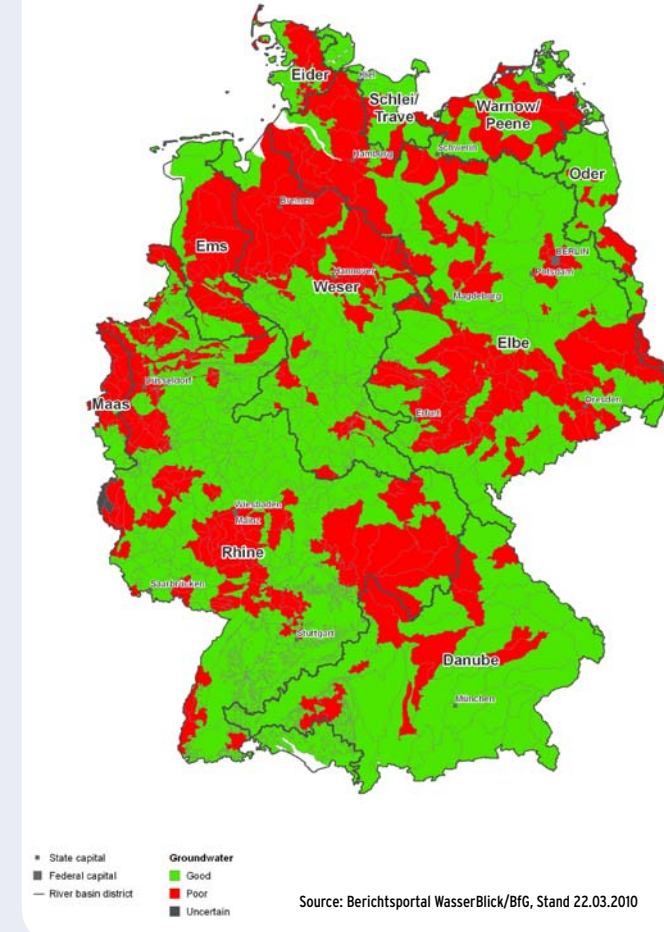 Eider
Kiel
Schlei/
Trave
Warnow/
Peene
Hamburg
Schwerin
Oder
Bremen
Ems
BERLIN
Potsdam
Hannover
Weser
Magdeburg
Elbe
Düsseldorf
Maas
Erfurt
Dresden
Wiesbaden
Mainz
Rhine
Saarbrücken
Stuttgart
Danube
München
State capital
Federal capital
River basin district
Groundwater
Good
Poor
Uncertain
Source: Berichtsportal WasserBlick/BfG, Stand 22.03.2010